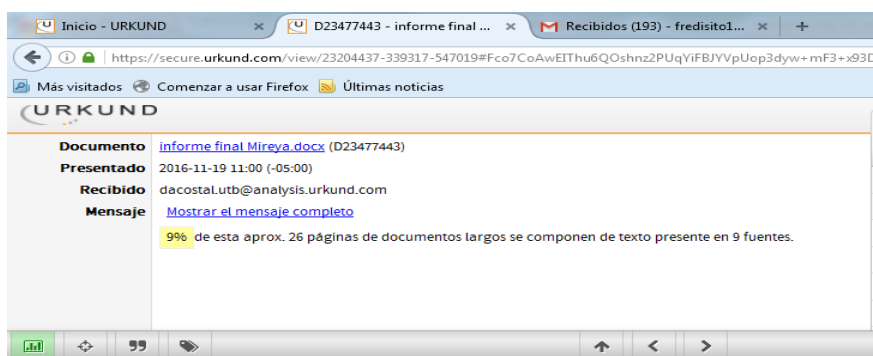 Inicio - URKUND
D23477443 - informe final ...
Recibidos (193) - fredisito1...
https://secure.urkund.com/view/23204437-339317-547019#Fco7CoAwEIThu6QOshnz2PUqYiFBJYVpUop3dyw+mF3+x93D
Más visitados Comenzar a usar Firefox Últimas noticias
URKUND
Documento informe final Mireya.docx (D23477443)
Presentado 2016-11-19 11:00 (-05:00)
Recibido dacostal.utb@analysis.urkund.com
Mensaje Mostrar el mensaje completo
9% de esta aprox. 26 páginas de documentos largos se componen de texto presente en 9 fuentes.